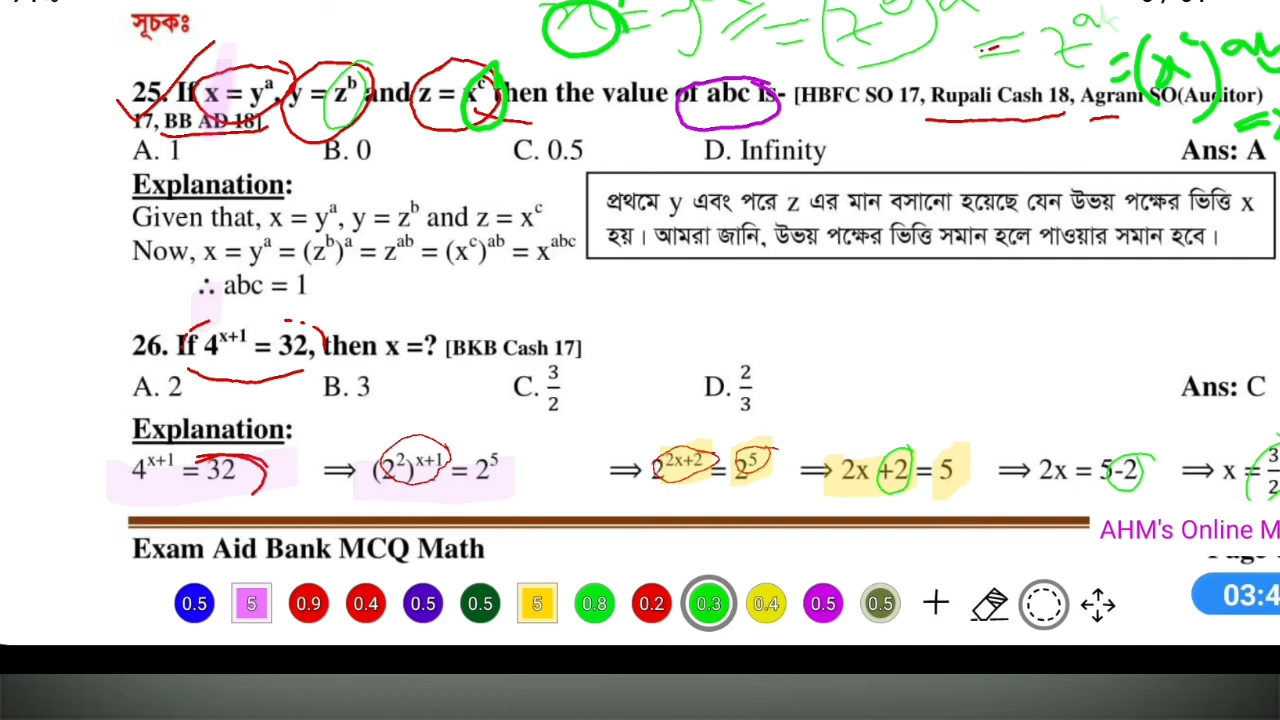 সূচকঃ
25. If x = yᵃ, y = zᵇ and z = xᶜ then the value of abc is- [HBFC SO 17, Rupali Cash 18, Agrani SO(Auditor)
17, BB AD 18]
A. 1 B. 0 C. 0.5 D. Infinity Ans: A
Explanation:
Given that, x = yᵃ, y = zᵇ and z = xᶜ
Now, x = yᵃ = (zᵇ)ᵃ = zᵃᵇ = (xᶜ)ᵃᵇ = xᵃᵇᶜ
∴ abc = 1
প্রথমে y এবং পরে z এর মান বসানো হয়েছে যেন উভয় পক্ষের ভিত্তি x
হয়। আমরা জানি, উভয় পক্ষের ভিত্তি সমান হলে পাওয়ার সমান হবে।
26. If 4ˣ⁺¹ = 32, then x =? [BKB Cash 17]
A. 2 B. 3 C. 3/2 D. 2/3 Ans: C
Explanation:
4ˣ⁺¹ = 32 ⟹ (2²)ˣ⁺¹ = 2⁵ ⟹ 2²ˣ⁺² = 2⁵ ⟹ 2x +2 = 5 ⟹ 2x = 5-2 ⟹ x = 3/2
AHM's Online M
Exam Aid Bank MCQ Math
0.5 5 0.9 0.4 0.5 0.5 5 0.8 0.2 0.3 0.4 0.5 0.5 03:4